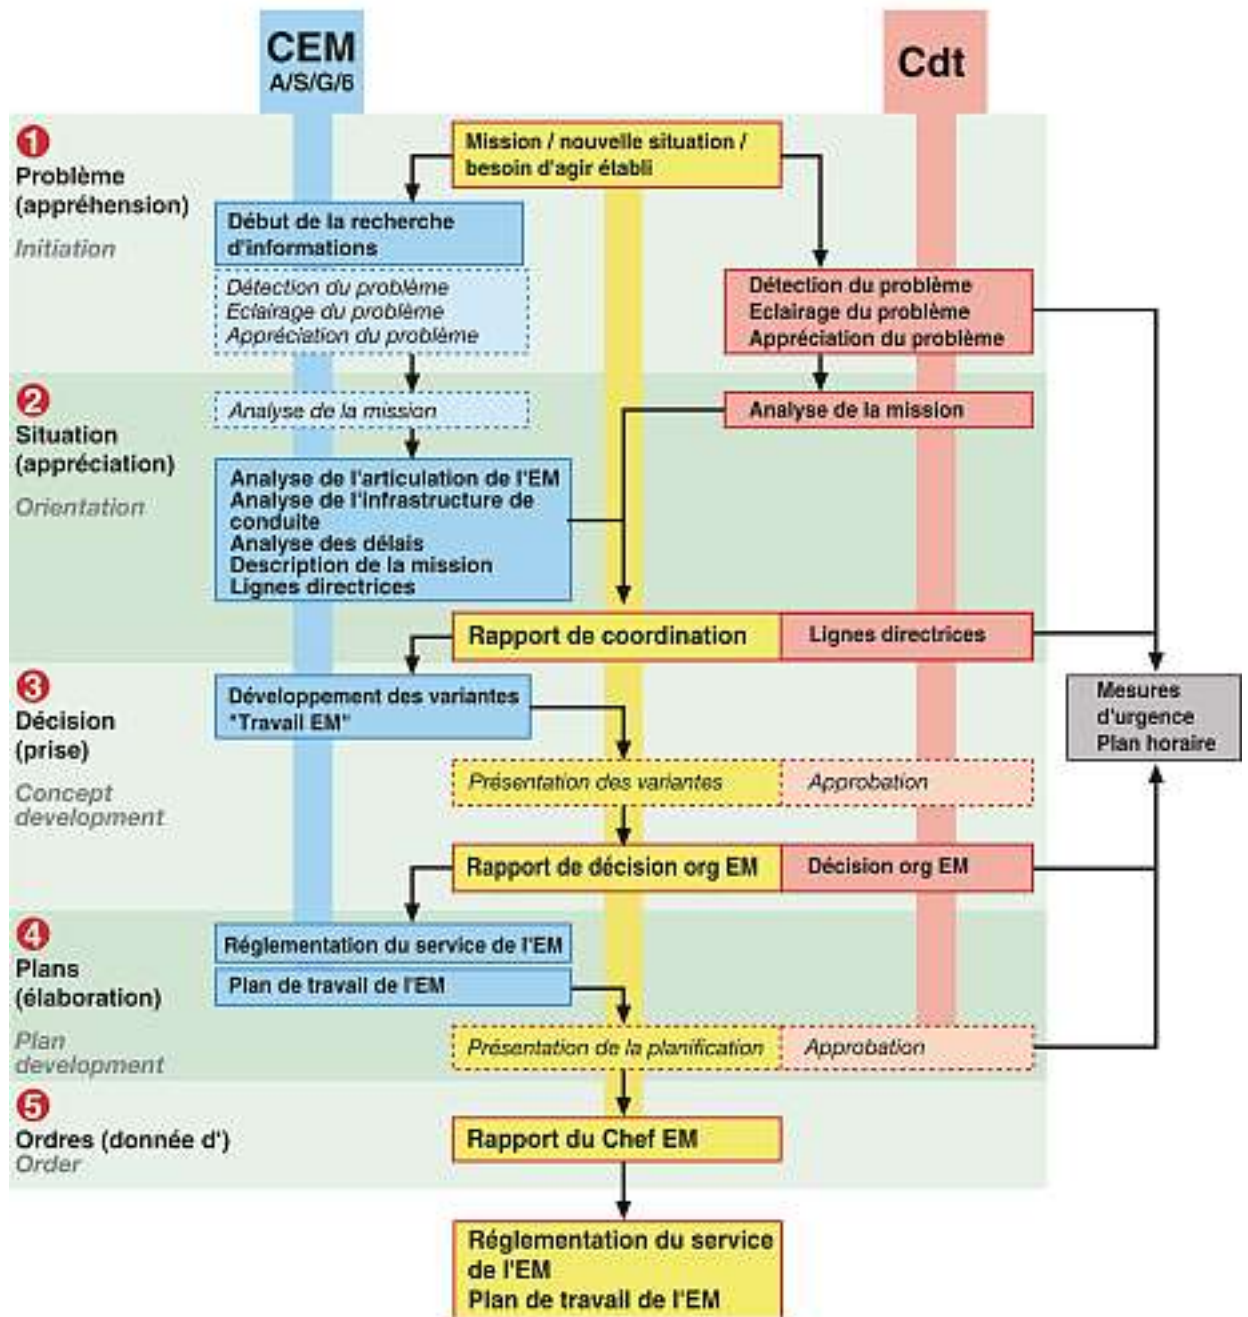 CEM
A/S/G/6
Cdt
1
Problème
(appréhension)
Initiation
Mission / nouvelle situation /
besoin d'agir établi
Début de la recherche
d'informations
Détection du problème
Eclairage du problème
Appréciation du problème
Détection du problème
Eclairage du problème
Appréciation du problème
2
Situation
(appréciation)
Orientation
Analyse de la mission
Analyse de la mission
Analyse de l'articulation de l'EM
Analyse de l'infrastructure de
conduite
Analyse des délais
Description de la mission
Lignes directrices
Rapport de coordination
Lignes directrices
3
Décision
(prise)
Concept
development
Développement des variantes
"Travail EM"
Mesures
d'urgence
Plan horaire
Présentation des variantes
Approbation
Rapport de décision org EM
Décision org EM
4
Plans
(élaboration)
Plan
development
Réglementation du service de l'EM
Plan de travail de l'EM
Présentation de la planification
Approbation
5
Ordres (donnée d')
Order
Rapport du Chef EM
Réglementation du service
de l'EM
Plan de travail de l'EM